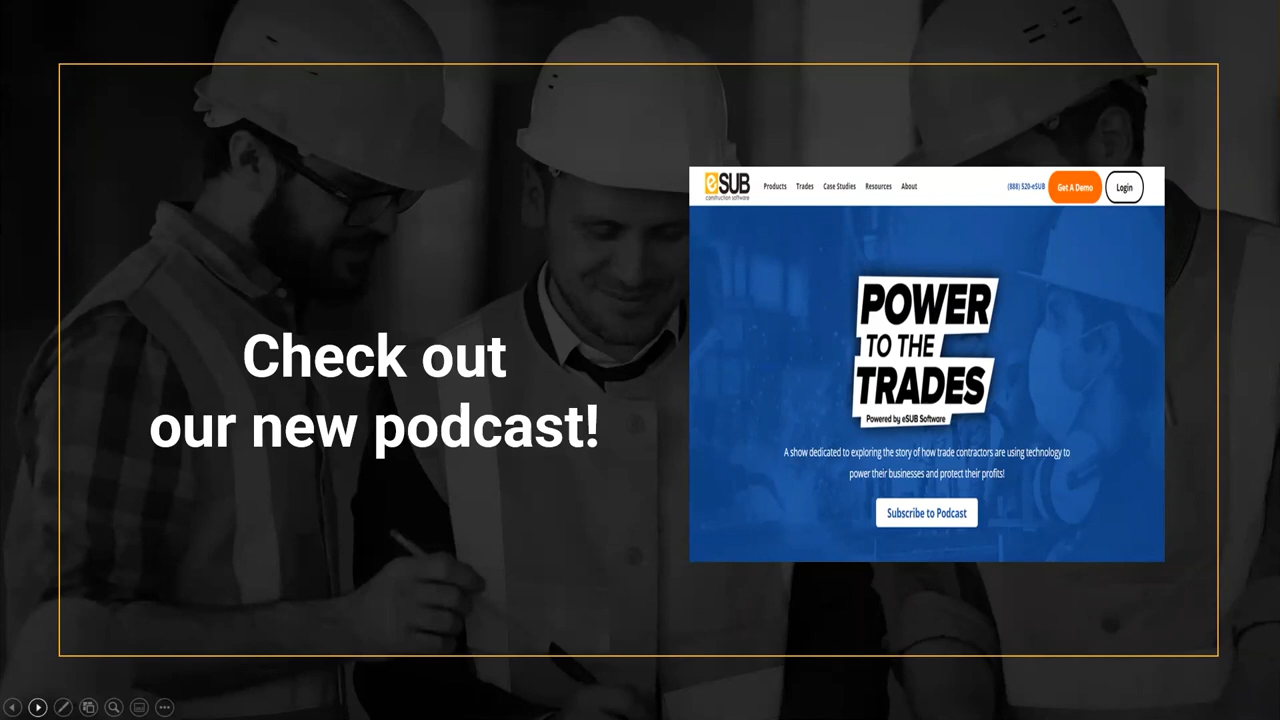 Check out
our new podcast!
eSUB
construction software
Products Trades Case Studies Resources About
(888) 520-eSUB Get A Demo Login
POWER
TO THE
TRADES
Powered by eSUB Software
A show dedicated to exploring the story of how trade contractors are using technology to
power their businesses and protect their profits!
Subscribe to Podcast